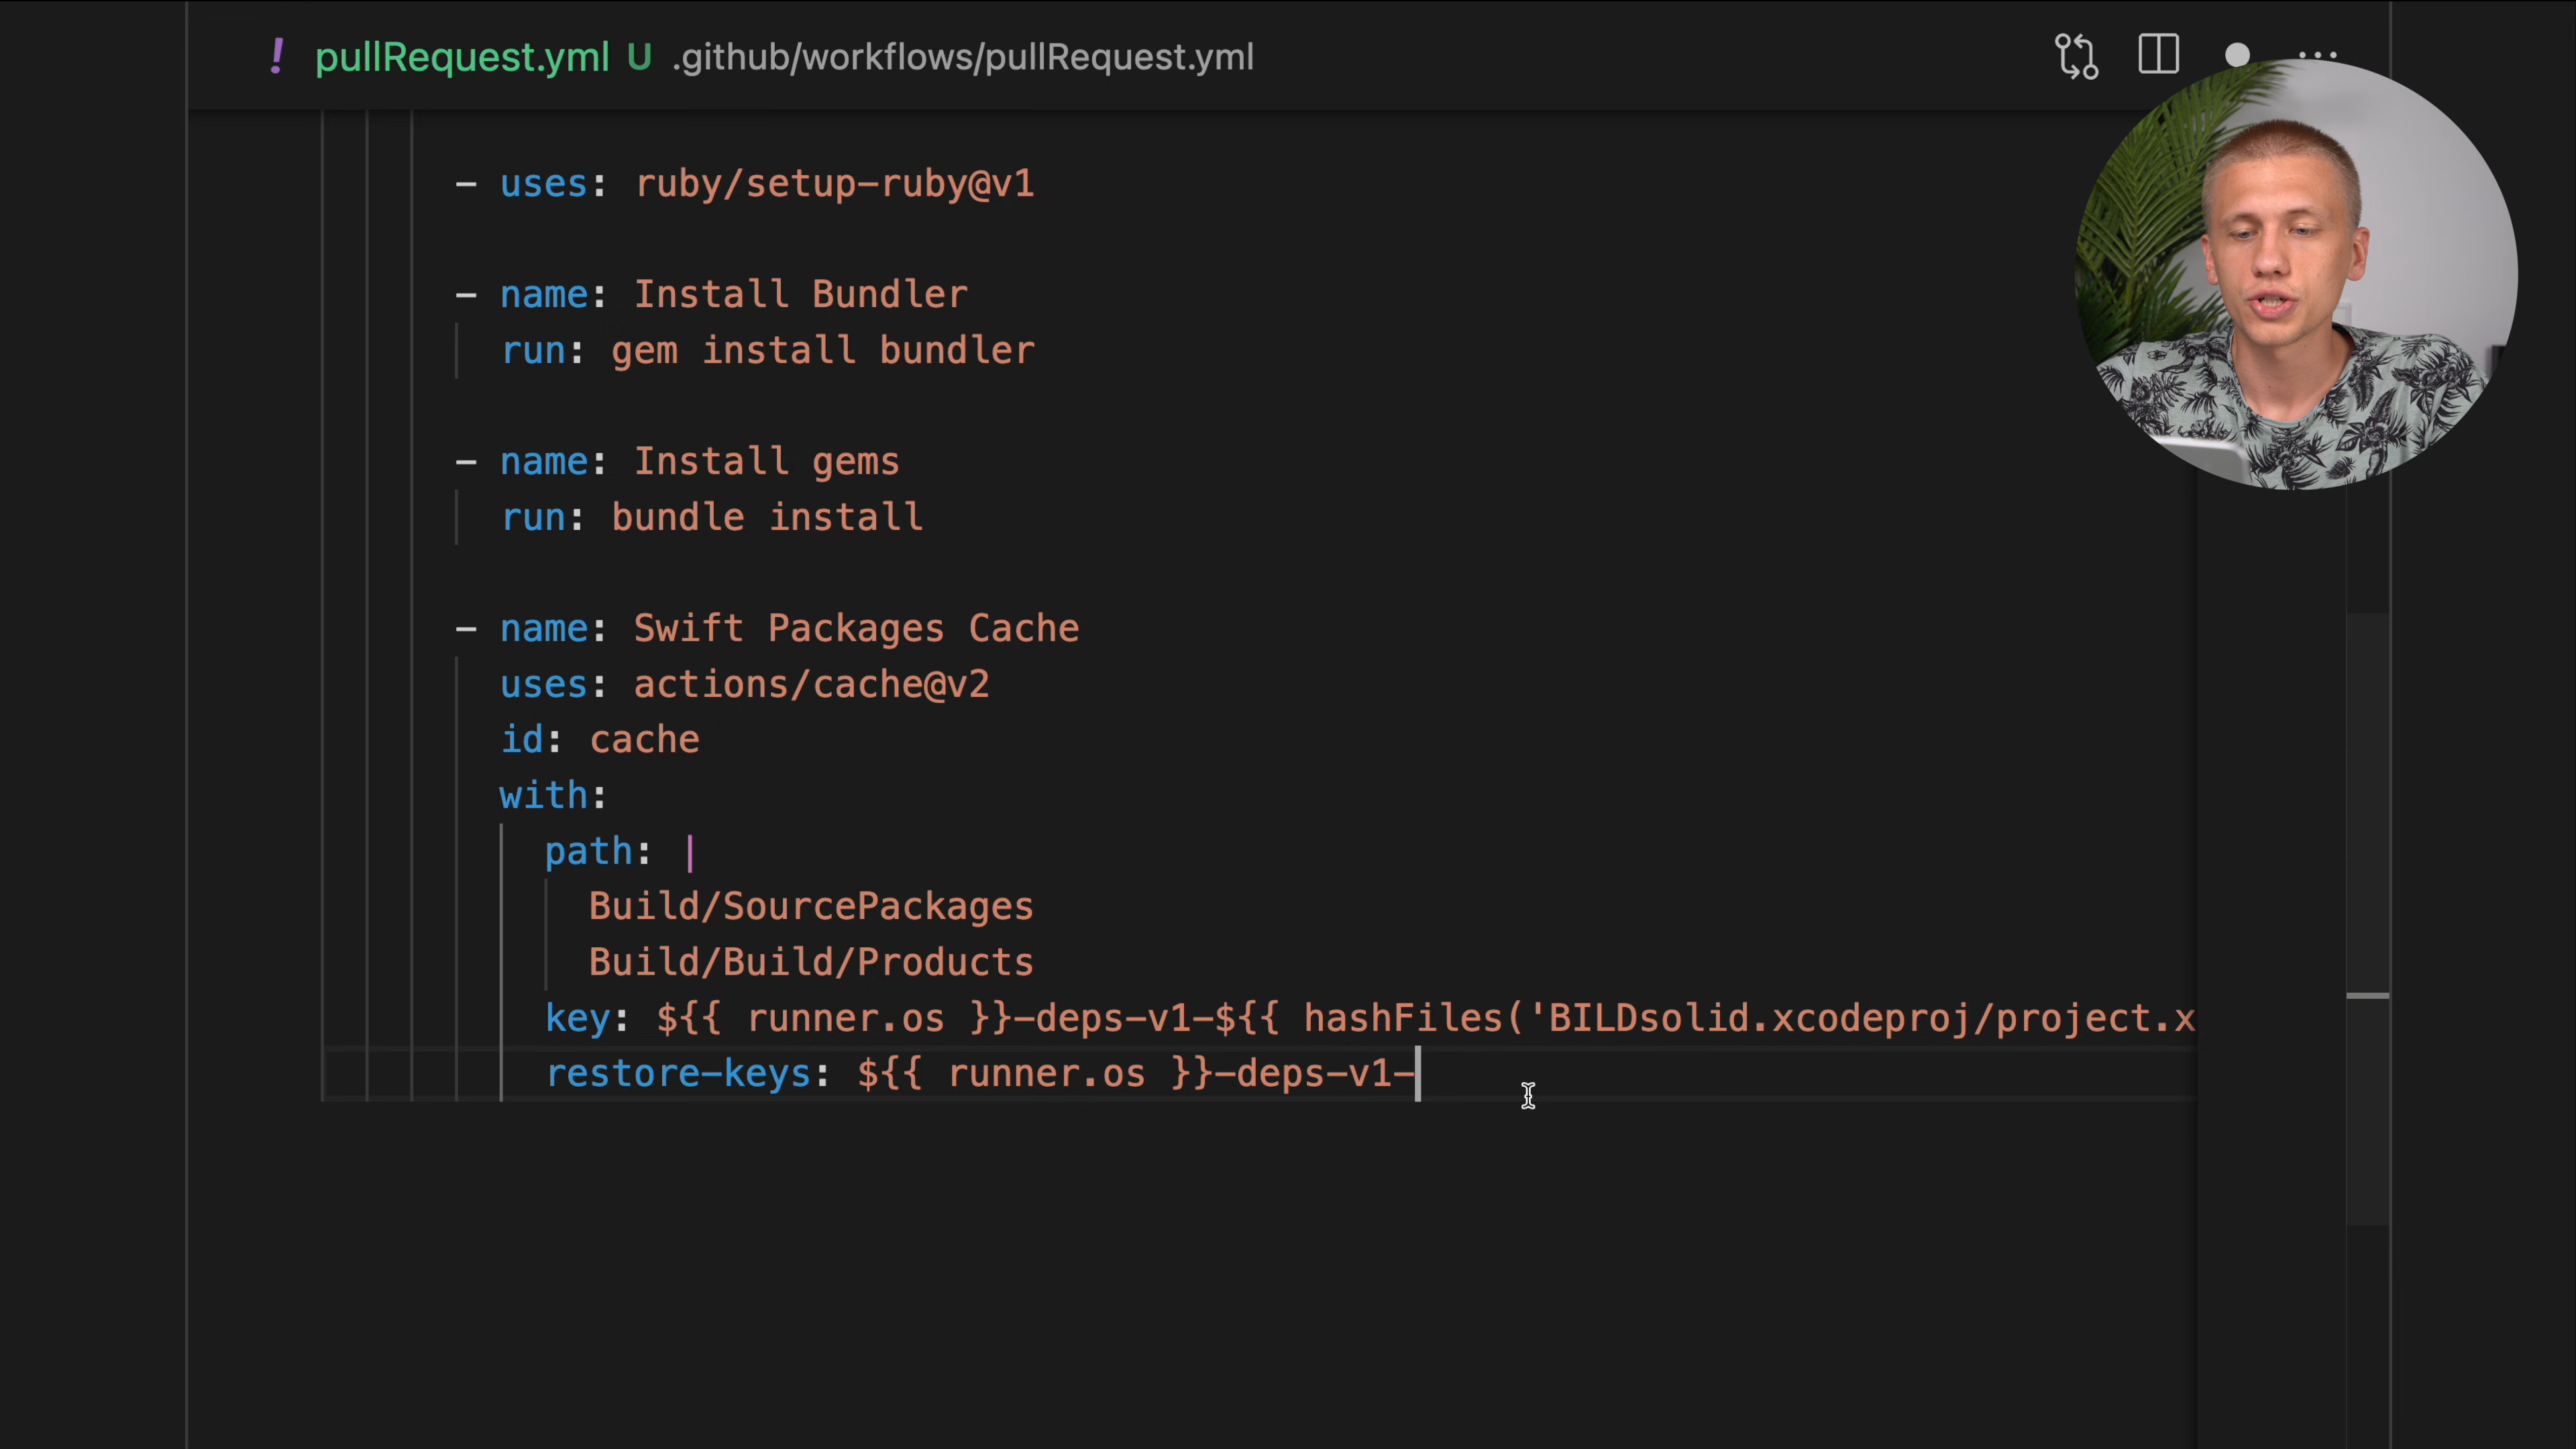 ! pullRequest.yml U .github/workflows/pullRequest.yml
- uses: ruby/setup-ruby@v1
- name: Install Bundler
run: gem install bundler
- name: Install gems
run: bundle install
- name: Swift Packages Cache
uses: actions/cache@v2
id: cache
with:
path: |
Build/SourcePackages
Build/Build/Products
key: ${{ runner.os }}-deps-v1-${{ hashFiles('BILDsolid.xcodeproj/project.x
restore-keys: ${{ runner.os }}-deps-v1-